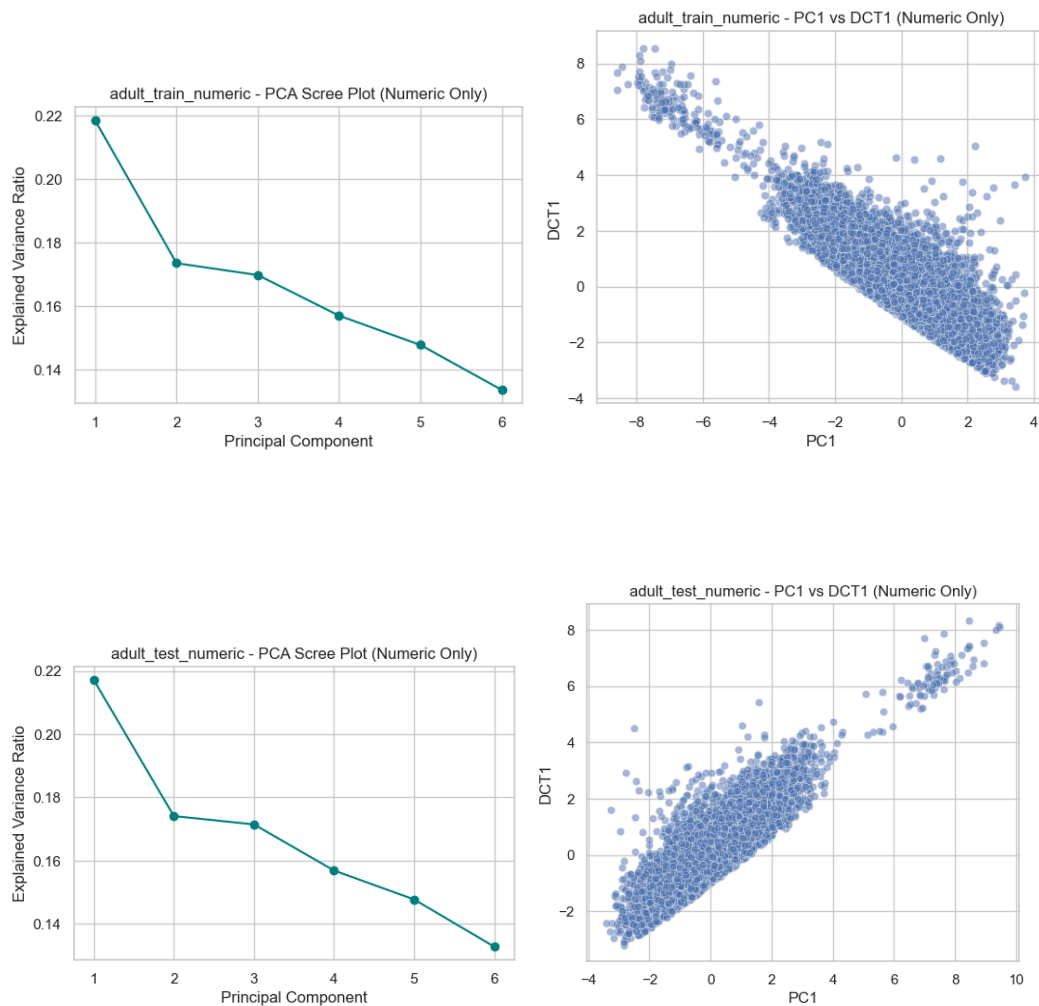 adult_train_numeric - PCA Scree Plot (Numeric Only)
Explained Variance Ratio
0.22
0.20
0.18
0.16
0.14
1 2 3 4 5 6
Principal Component
adult_train_numeric - PC1 vs DCT1 (Numeric Only)
DCT1
8
6
4
2
0
−2
−4
−8 −6 −4 −2 0 2 4
PC1
adult_test_numeric - PCA Scree Plot (Numeric Only)
Explained Variance Ratio
0.22
0.20
0.18
0.16
0.14
1 2 3 4 5 6
Principal Component
adult_test_numeric - PC1 vs DCT1 (Numeric Only)
DCT1
8
6
4
2
0
−2
−4 −2 0 2 4 6 8 10
PC1